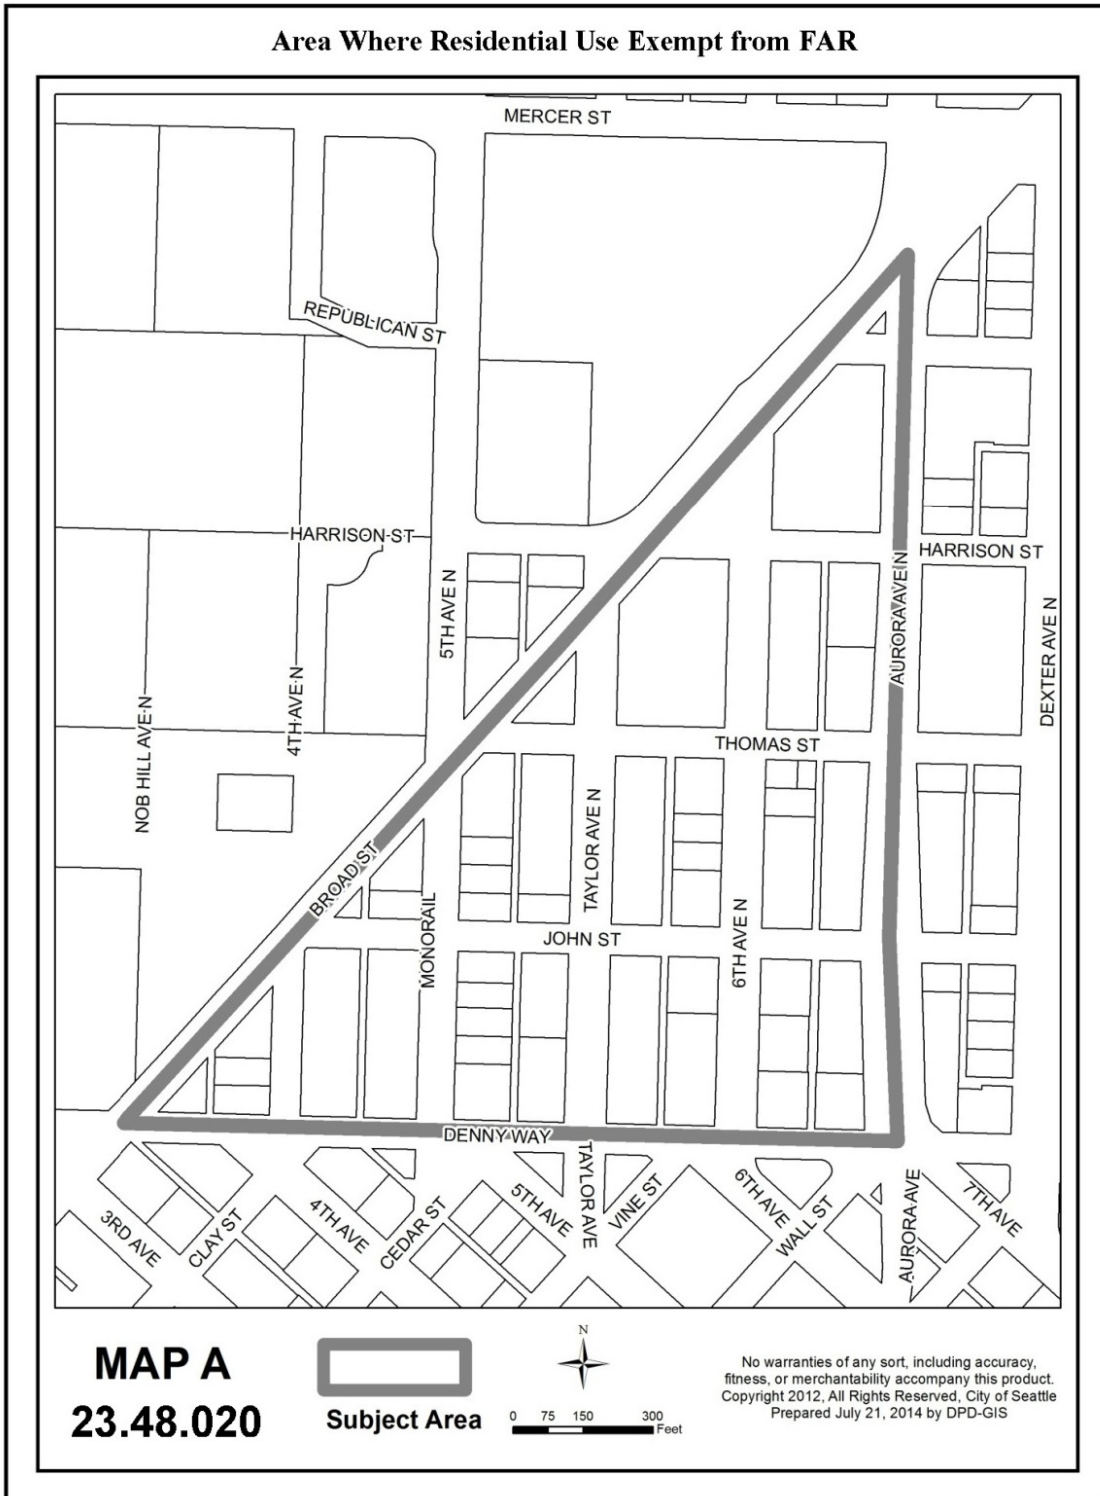 Area Where Residential Use Exempt from FAR
MERCER ST
REPUBLICAN ST
HARRISON ST
HARRISON ST
5TH AVE N
AURORA AVE N
DEXTER AVE N
4TH AVE N
NOB HILL AVE N
THOMAS ST
TAYLOR AVE N
BROAD ST
MONORAIL
6TH AVE N
JOHN ST
DENNY WAY
3RD AVE
CLAY ST
4TH AVE
CEDAR ST
5TH AVE
TAYLOR AVE
VINE ST
6TH AVE
WALL ST
AURORA AVE
7TH AVE
MAP A
23.48.020
Subject Area
N
0 75 150 300
Feet
No warranties of any sort, including accuracy,
fitness, or merchantability accompany this product.
Copyright 2012, All Rights Reserved, City of Seattle
Prepared July 21, 2014 by DPD-GIS